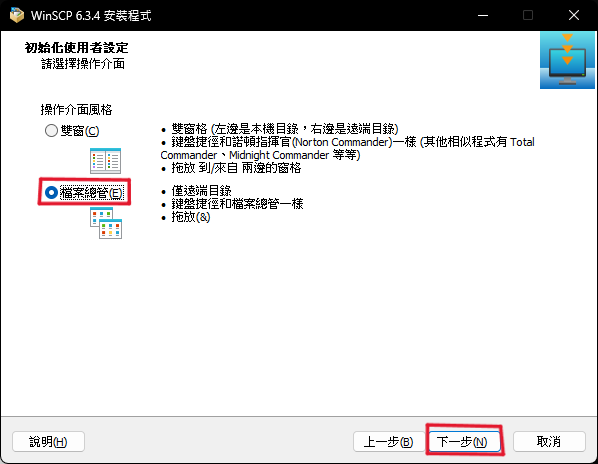 WinSCP 6.3.4 安裝程式
初始化使用者設定
請選擇操作介面
操作介面風格
雙窗(C)
• 雙窗格 (左邊是本機目錄，右邊是遠端目錄)
• 鍵盤捷徑和諾頓指揮官(Norton Commander)一樣 (其他相似程式有 Total
Commander、Midnight Commander 等等)
• 拖放 到/來自 兩邊的窗格
檔案總管(E)
• 僅遠端目錄
• 鍵盤捷徑和檔案總管一樣
• 拖放(&)
說明(H)
上一步(B)
下一步(N)
取消